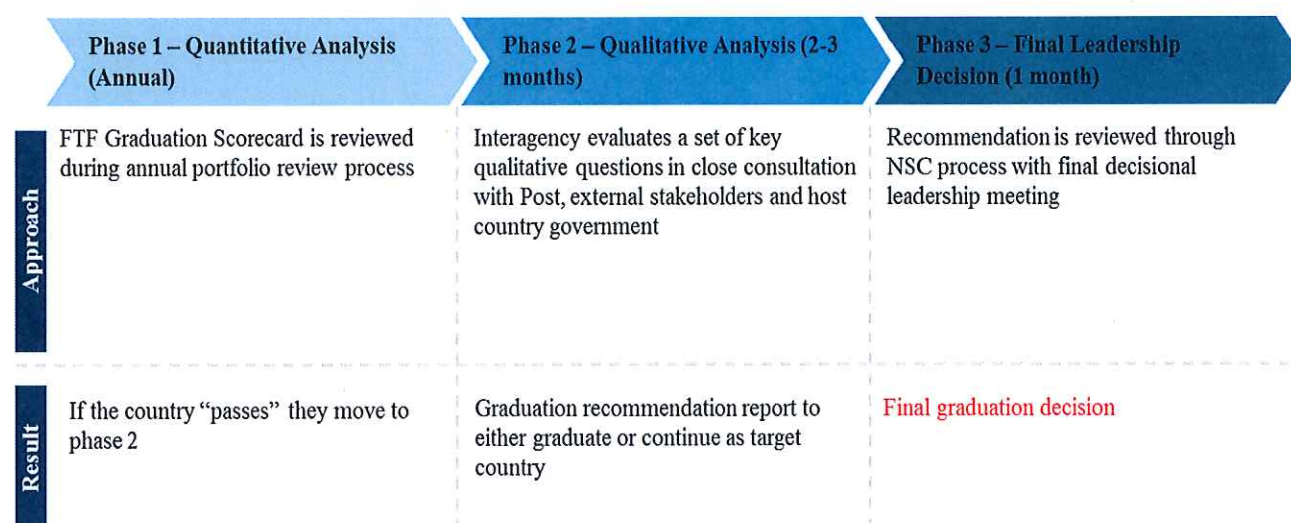 Phase 1 – Quantitative Analysis
(Annual)
Phase 2 – Qualitative Analysis (2-3
months)
Phase 3 – Final Leadership
Decision (1 month)
Approach
FTF Graduation Scorecard is reviewed
during annual portfolio review process
Interagency evaluates a set of key
qualitative questions in close consultation
with Post, external stakeholders and host
country government
Recommendation is reviewed through
NSC process with final decisional
leadership meeting
Result
If the country “passes” they move to
phase 2
Graduation recommendation report to
either graduate or continue as target
country
Final graduation decision